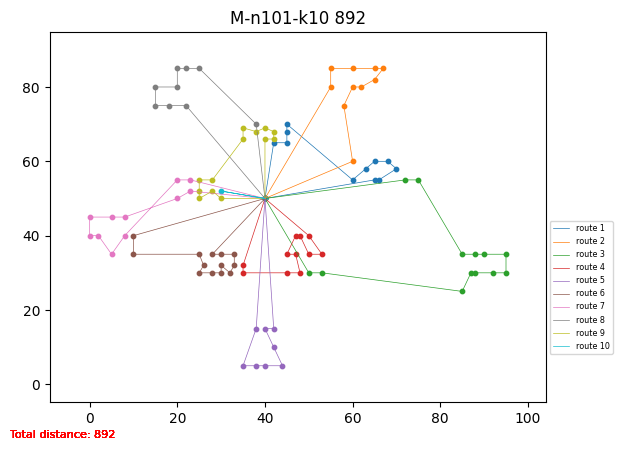 M-n101-k10 892
80
60
40
20
0
0
20
40
60
80
100
route 1
route 2
route 3
route 4
route 5
route 6
route 7
route 8
route 9
route 10
Total distance: 892